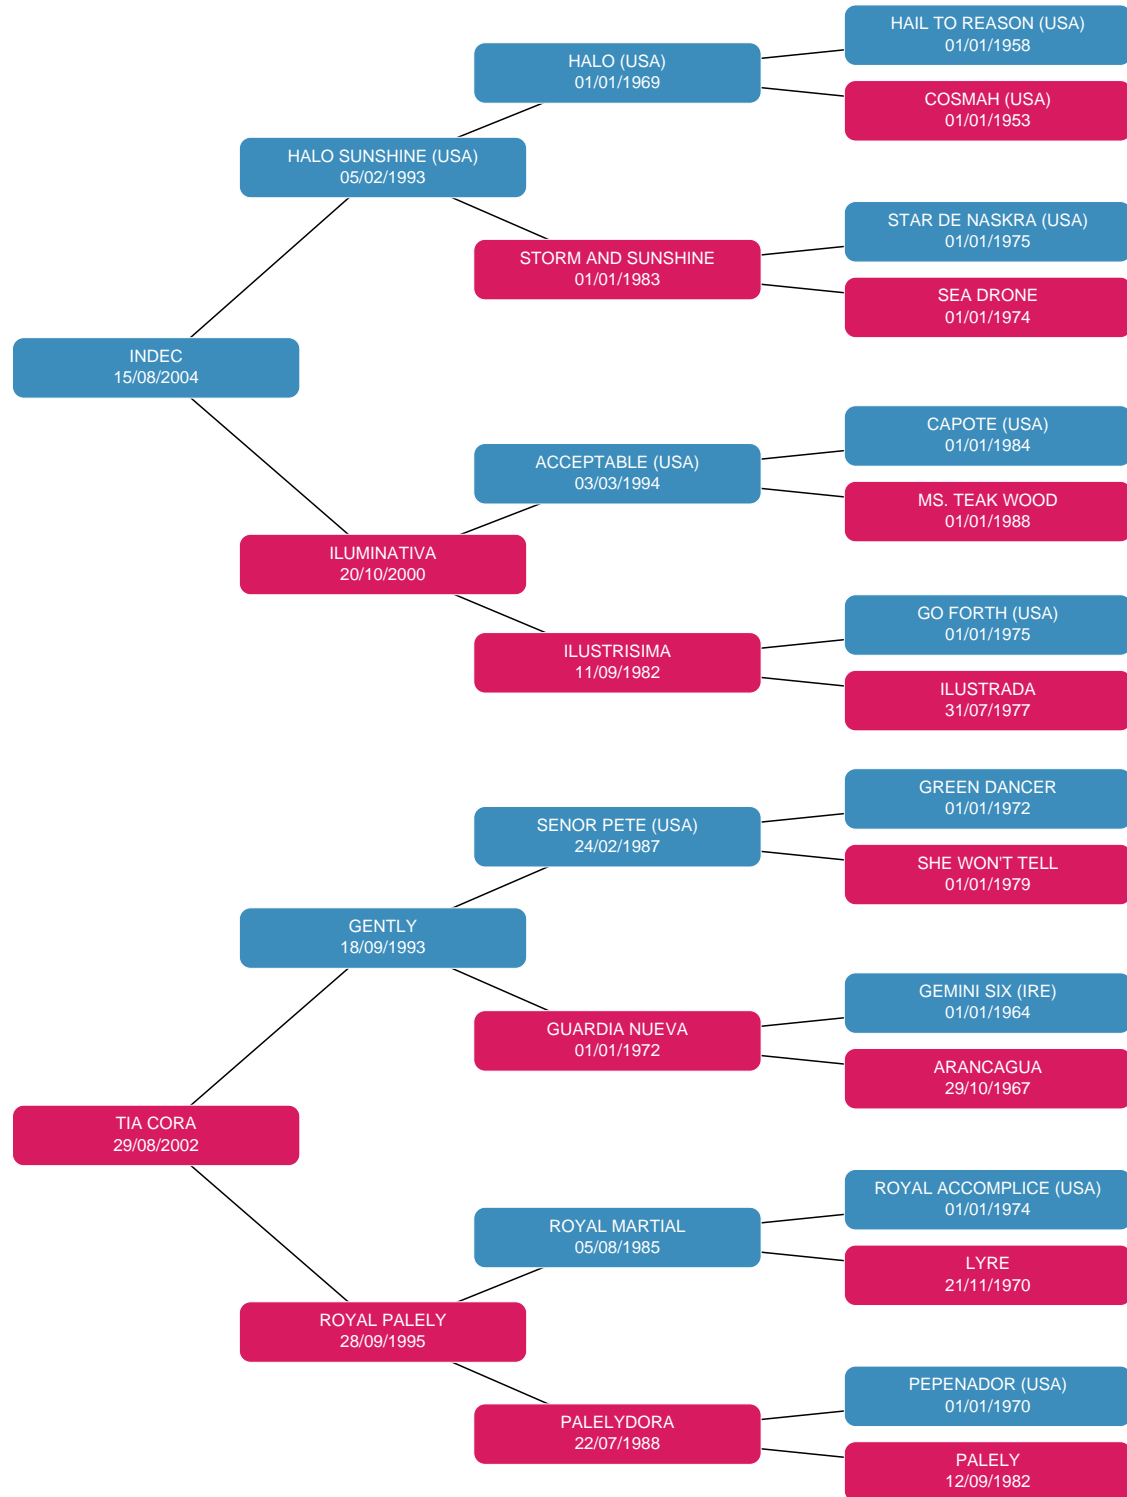 HAIL TO REASON (USA)
01/01/1958
HALO (USA)
01/01/1969
COSMAH (USA)
01/01/1953
HALO SUNSHINE (USA)
05/02/1993
STAR DE NASKRA (USA)
01/01/1975
STORM AND SUNSHINE
01/01/1983
SEA DRONE
01/01/1974
INDEC
15/08/2004
CAPOTE (USA)
01/01/1984
ACCEPTABLE (USA)
03/03/1994
MS. TEAK WOOD
01/01/1988
ILUMINATIVA
20/10/2000
GO FORTH (USA)
01/01/1975
ILUSTRISIMA
11/09/1982
ILUSTRADA
31/07/1977
GREEN DANCER
01/01/1972
SENOR PETE (USA)
24/02/1987
SHE WON'T TELL
01/01/1979
GENTLY
18/09/1993
GEMINI SIX (IRE)
01/01/1964
GUARDIA NUEVA
01/01/1972
ARANCAGUA
29/10/1967
TIA CORA
29/08/2002
ROYAL ACCOMPLICE (USA)
01/01/1974
ROYAL MARTIAL
05/08/1985
LYRE
21/11/1970
ROYAL PALELY
28/09/1995
PEPENADOR (USA)
01/01/1970
PALELYDORA
22/07/1988
PALELY
12/09/1982